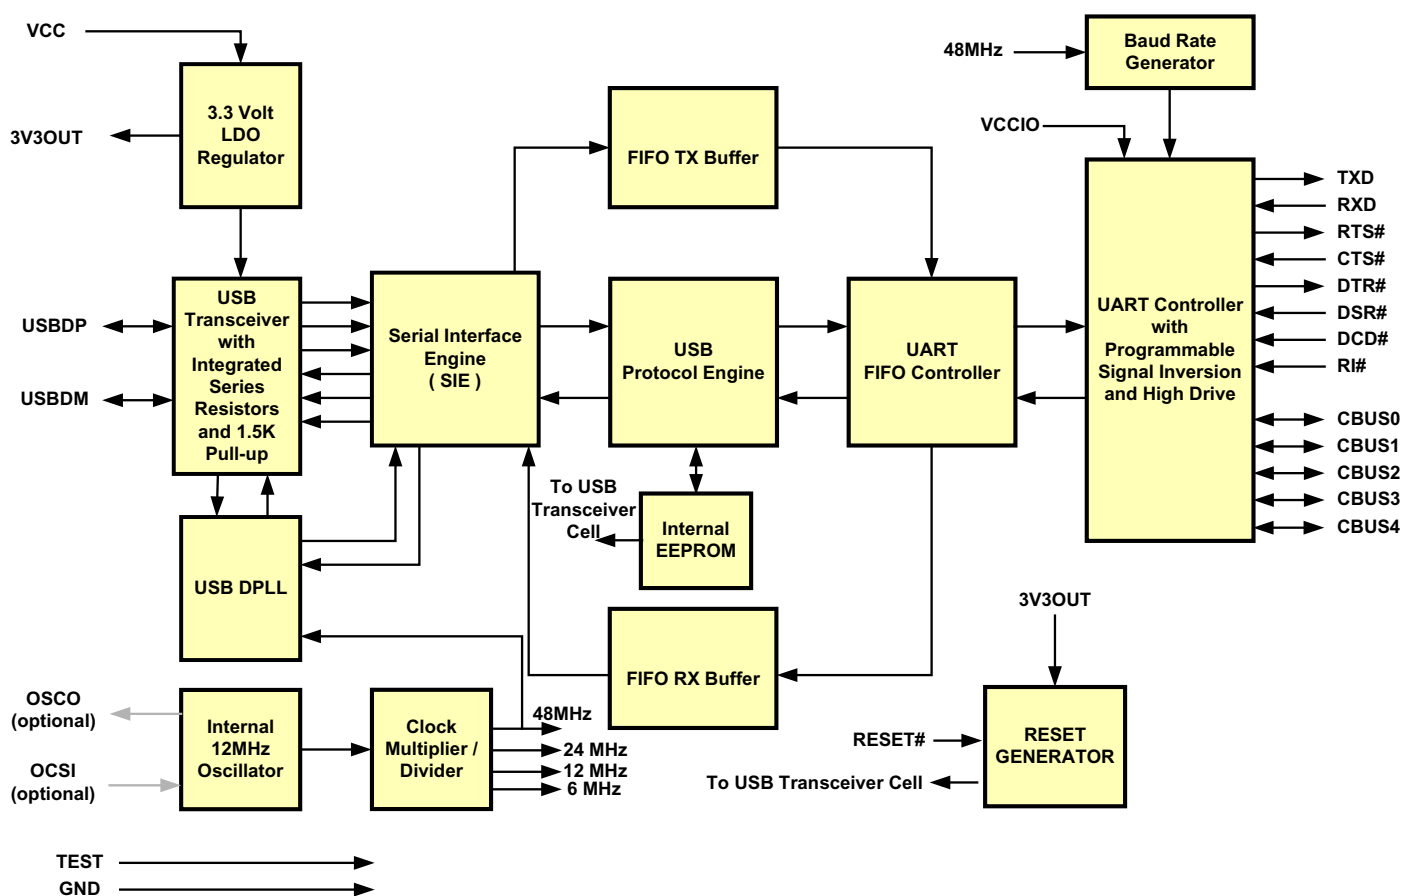 VCC
48MHz
Baud Rate
Generator
3V3OUT
3.3 Volt
LDO
Regulator
FIFO TX Buffer
VCCIO
TXD
RXD
RTS#
CTS#
DTR#
DSR#
DCD#
RI#
CBUS0
CBUS1
CBUS2
CBUS3
CBUS4
USBDP
USBDM
USB
Transceiver
with
Integrated
Series
Resistors
and 1.5K
Pull-up
Serial Interface
Engine
( SIE )
USB
Protocol Engine
UART
FIFO Controller
UART Controller
with
Programmable
Signal Inversion
and High Drive
To USB
Transceiver
Cell
Internal
EEPROM
USB DPLL
FIFO RX Buffer
3V3OUT
OSCO
(optional)
OCSI
(optional)
Internal
12MHz
Oscillator
Clock
Multiplier /
Divider
48MHz
24 MHz
12 MHz
6 MHz
RESET#
To USB Transceiver Cell
RESET
GENERATOR
TEST
GND